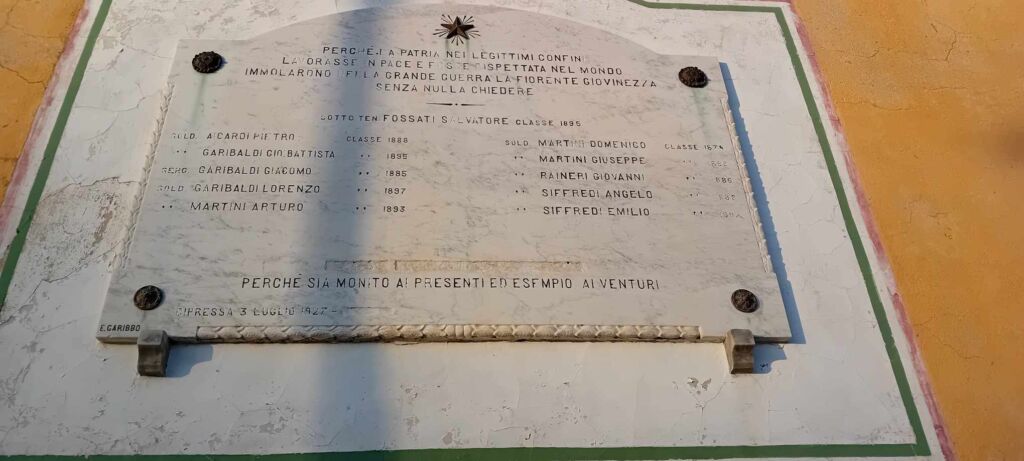 PERCHÈ LA PATRIA NEI LEGITTIMI CONFINI
LAVORASSE IN PACE E FOSSE RISPETTATA NEL MONDO
IMMOLARONO NELLA GRANDE GUERRA LA FIORENTE GIOVINEZZA
SENZA NULLA CHIEDERE
SOTTO TEN. FOSSATI SALVATORE CLASSE 1895
SOLD. AICARDI PIETRO CLASSE 1888
" GARIBALDI GIO BATTISTA " 1895
SERG. GARIBALDI GIACOMO " 1885
SOLD. GARIBALDI LORENZO " 1897
" MARTINI ARTURO " 1893
SOLD. MARTINI DOMENICO CLASSE 1874
" MARTINI GIUSEPPE "
" RAINERI GIOVANNI "
" SIFFREDI ANGELO "
" SIFFREDI EMILIO "
PERCHÈ SIA MONITO AI PRESENTI ED ESEMPIO AI VENTURI
CIPRESSA 3 LUGLIO 1927
E. GARIBBO